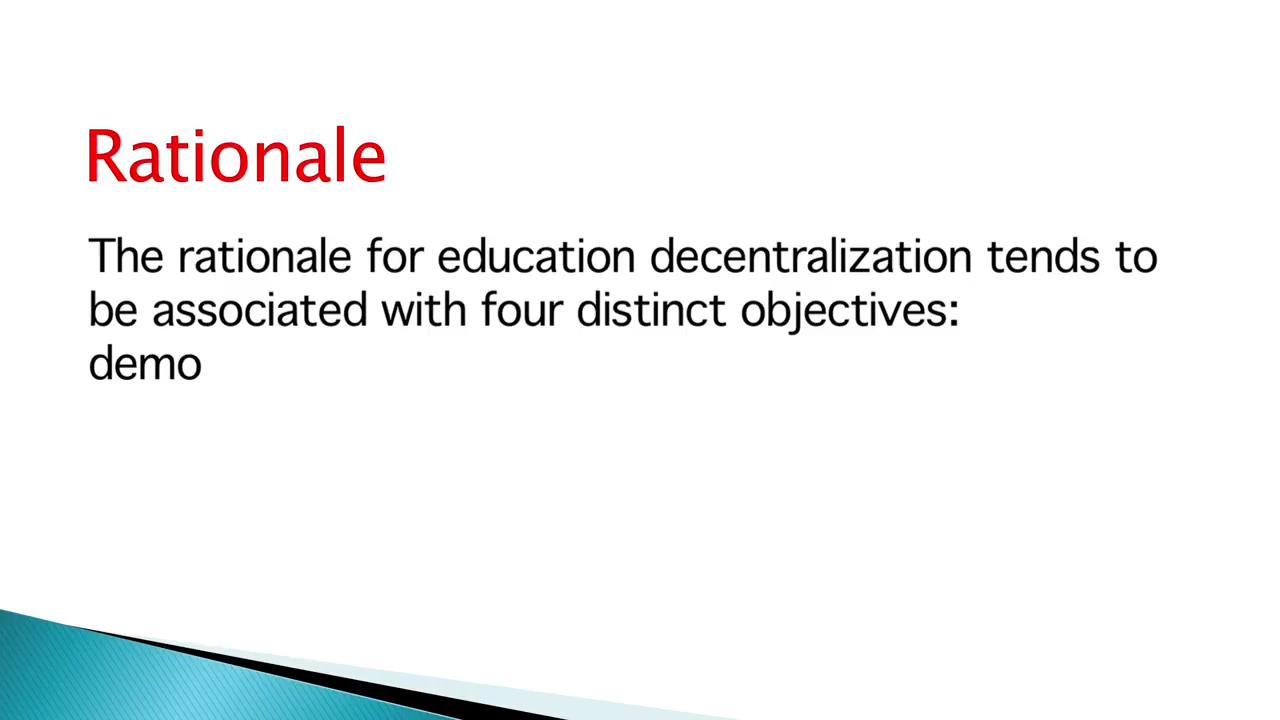 Rationale
The rationale for education decentralization tends to
be associated with four distinct objectives:
demo